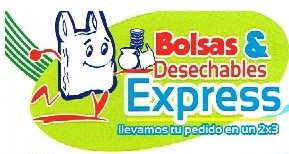 Bolsas &
Desechables
Express
llevamos tu pedido en un 2x3